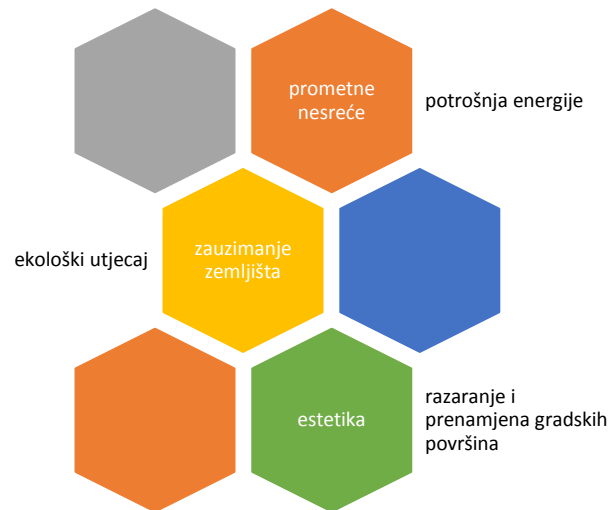 prometne
nesreće
potrošnja energije
ekološki utjecaj
zauzimanje
zemljišta
estetika
razaranje i
prenamjena gradskih
površina